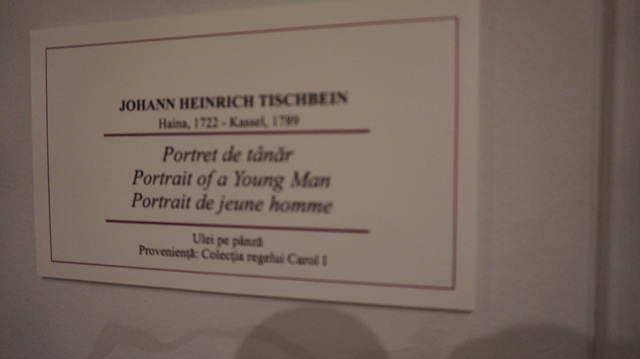 JOHANN HEINRICH TISCHBEIN
Haina, 1722 - Kassel, 1789
Portret de tânăr
Portrait of a Young Man
Portrait de jeune homme
Ulei pe pânză
Proveniență: Colecția regelui Carol I